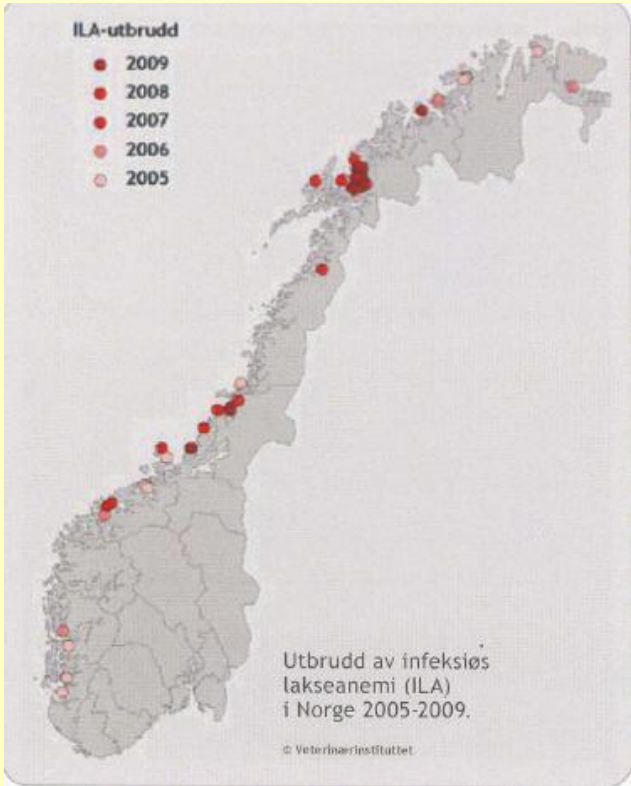 ILA-utbrudd
2009
2008
2007
2006
2005
Utbrudd av infeksiøs
lakseanemi (ILA)
i Norge 2005-2009.
© Veterinærinstituttet